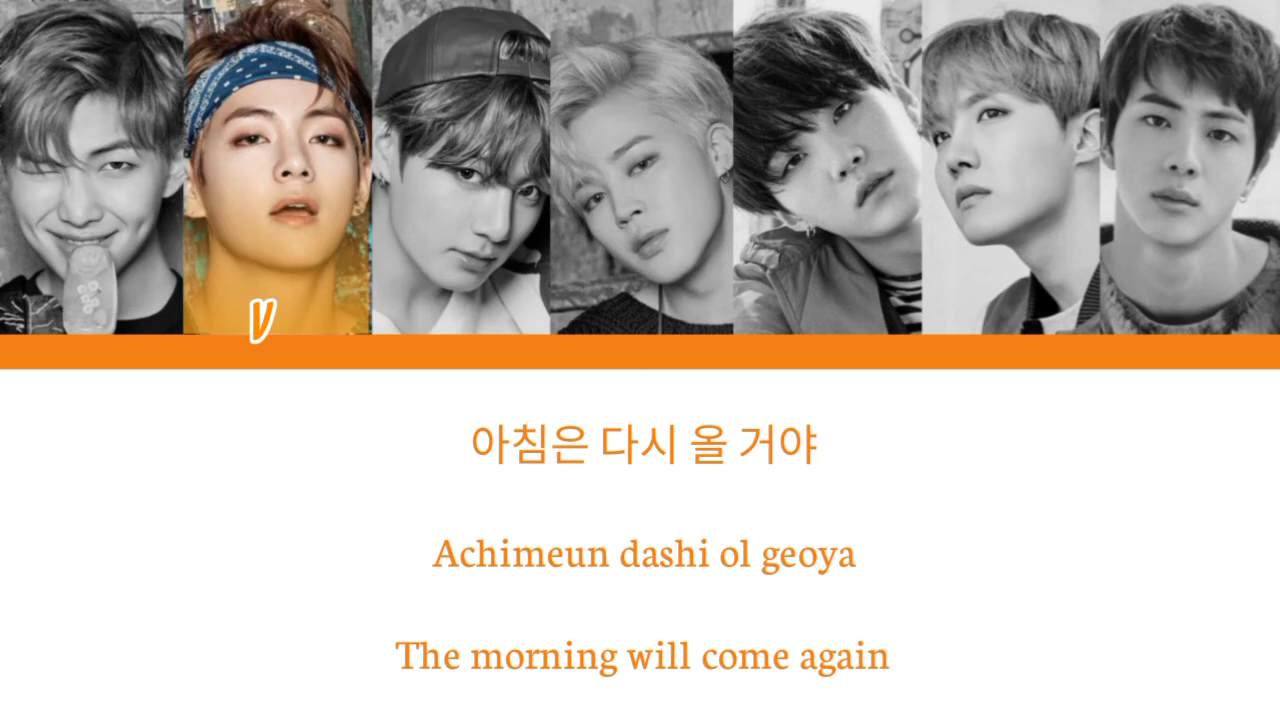 V
아침은 다시 올 거야
Achimeun dashi ol geoya
The morning will come again